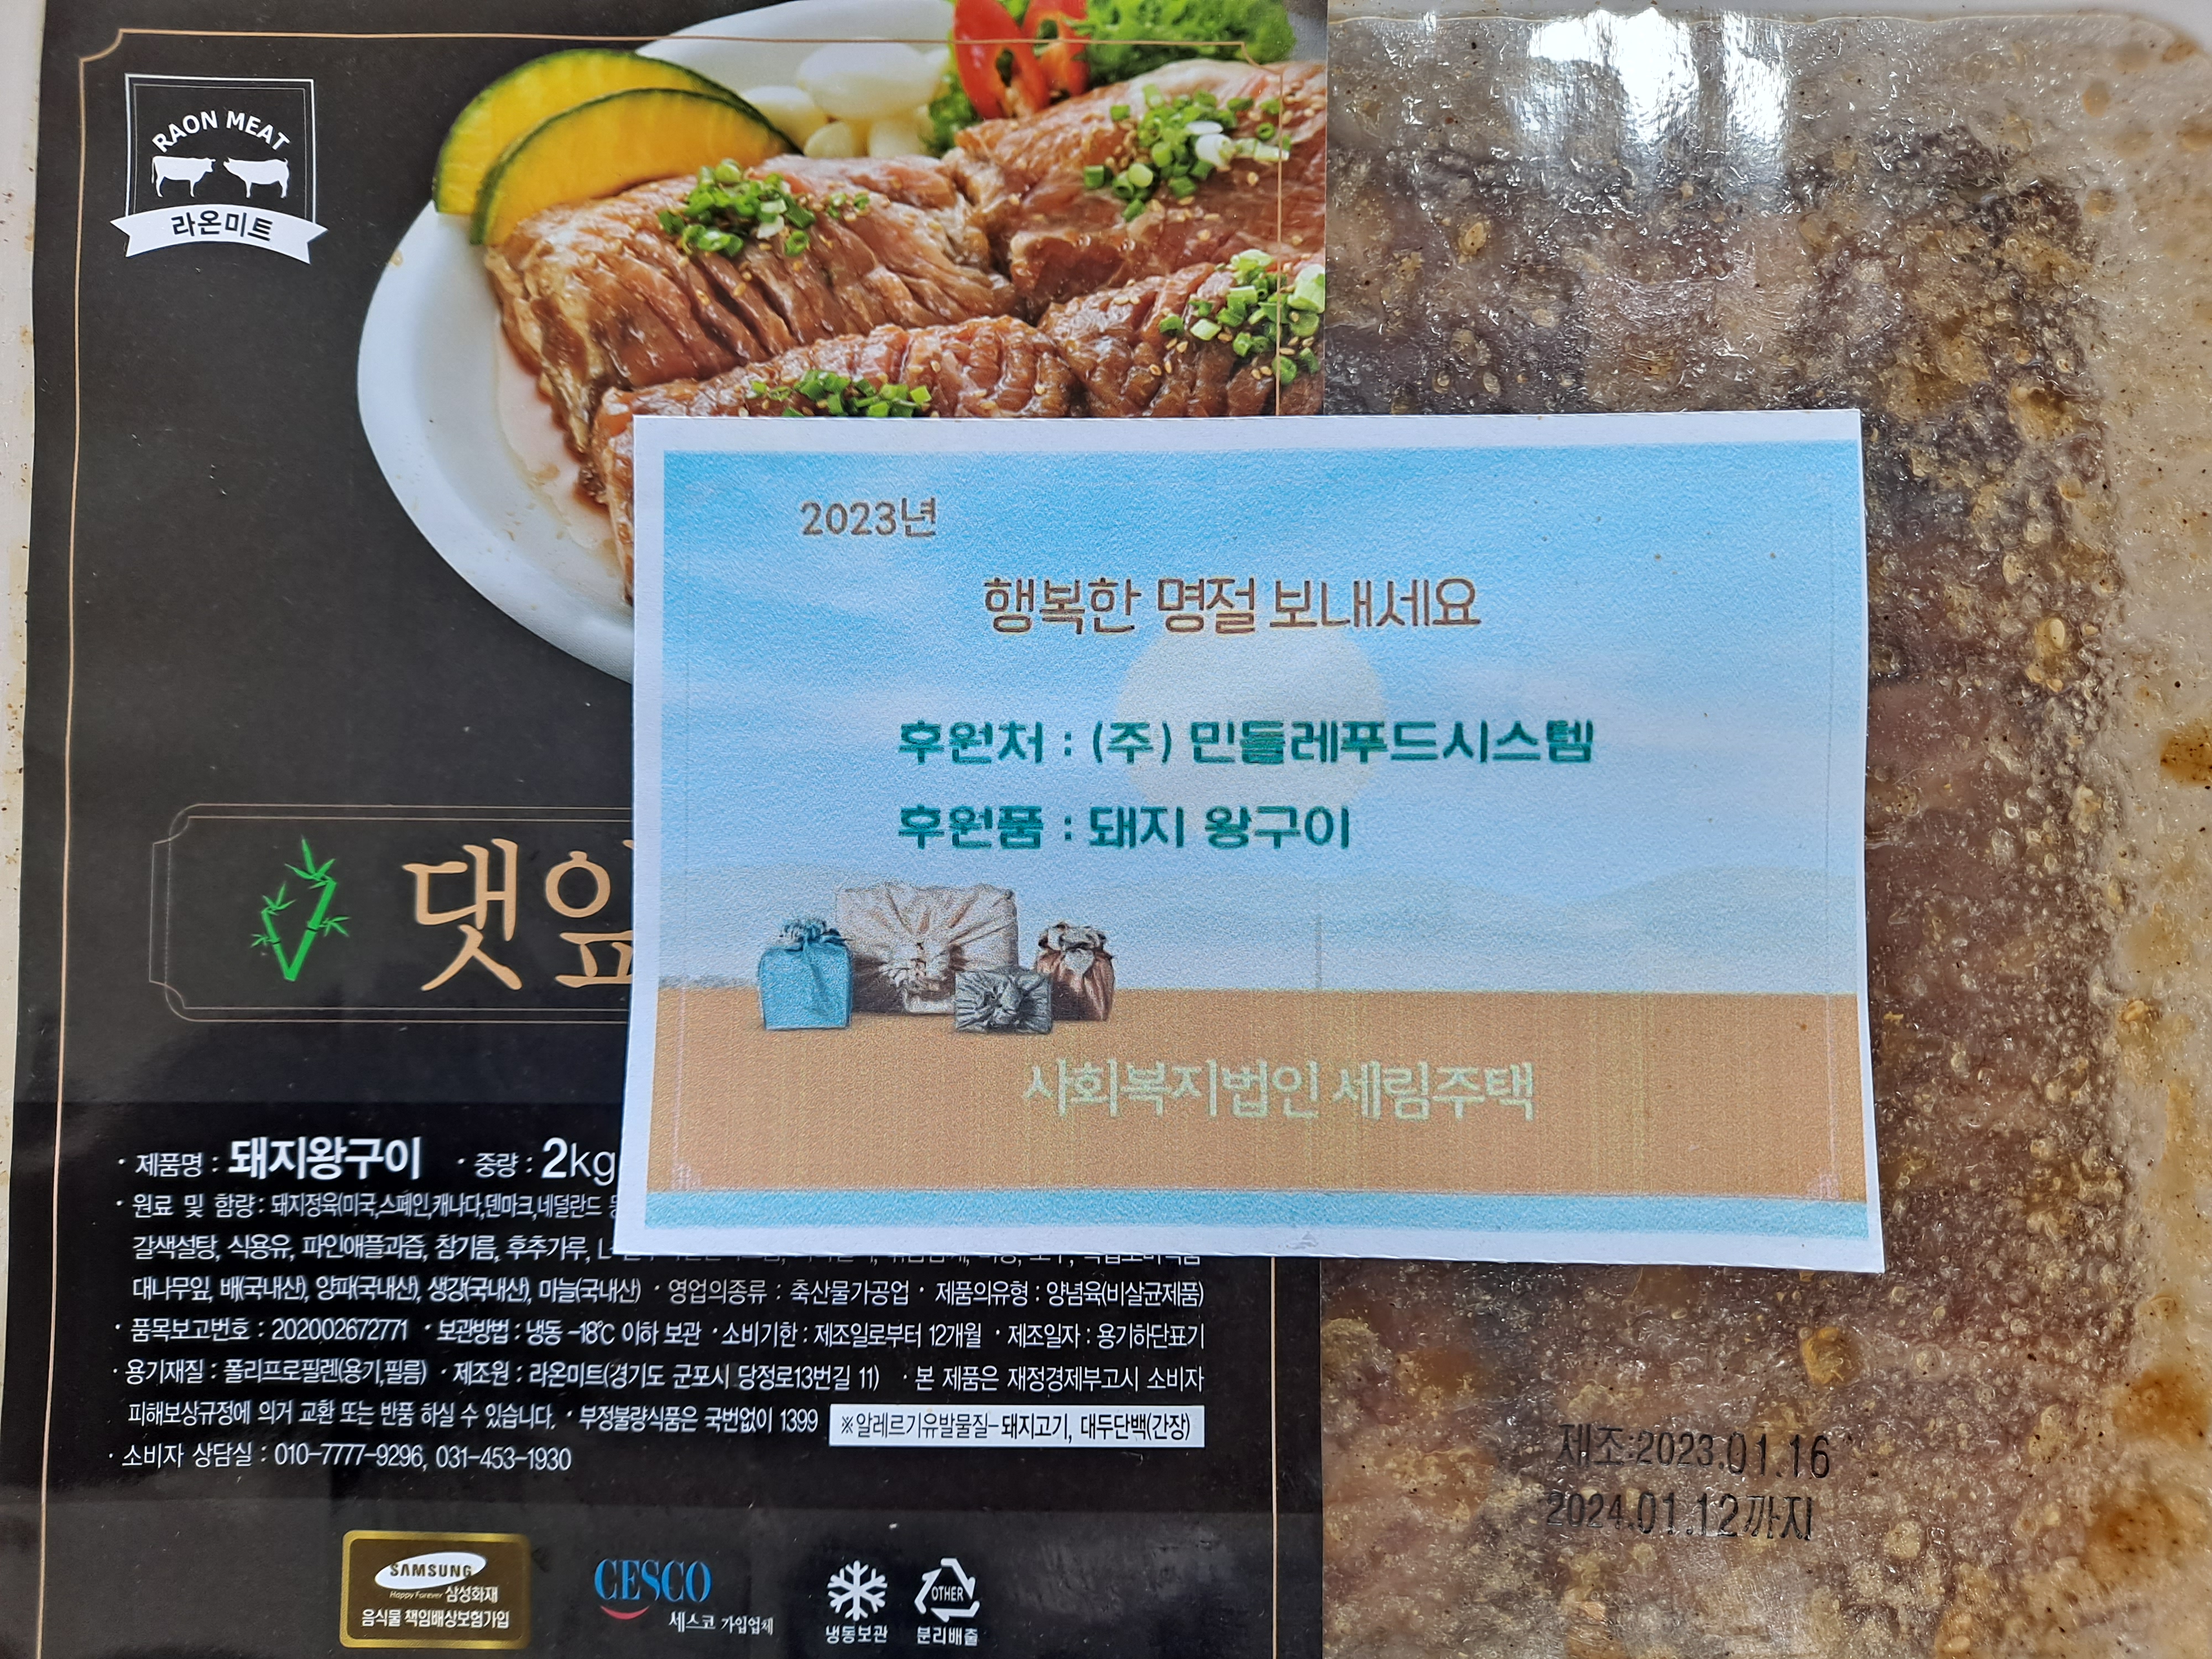 RAON MEAT
라온미트
2023년
행복한 명절 보내세요
후원처 : (주) 민들레푸드시스템
후원품 : 돼지 왕구이
사회복지법인 세림주택
댓잎
· 제품명 : 돼지왕구이 · 중량 : 2kg
· 원료 및 함량 : 돼지정육(미국,스페인,캐나다,덴마크,네덜란드
갈색설탕, 식용유, 파인애플과즙, 참기름, 후추가루,
대나무잎, 배(국내산), 양파(국내산), 생강(국내산), 마늘(국내산) · 영업의종류 : 축산물가공업 · 제품의유형 : 양념육(비살균제품)
· 품목보고번호 : 202002672771 · 보관방법 : 냉동 -18℃ 이하 보관 · 소비기한 : 제조일로부터 12개월 · 제조일자 : 용기하단표기
· 용기재질 : 폴리프로필렌(용기,필름) · 제조원 : 라온미트(경기도 군포시 당정로13번길 11) · 본 제품은 재정경제부고시 소비자
피해보상규정에 의거 교환 또는 반품 하실 수 있습니다. · 부정불량식품은 국번없이 1399 ※알레르기유발물질-돼지고기, 대두단백(간장)
· 소비자 상담실 : 010-7777-9296, 031-453-1930
제조:2023.01.16
2024.01.12까지
SAMSUNG
Happy Forever 삼성화재
음식물 책임배상보험가입
CESCO
세스코 가입업체
냉동보관
OTHER
분리배출